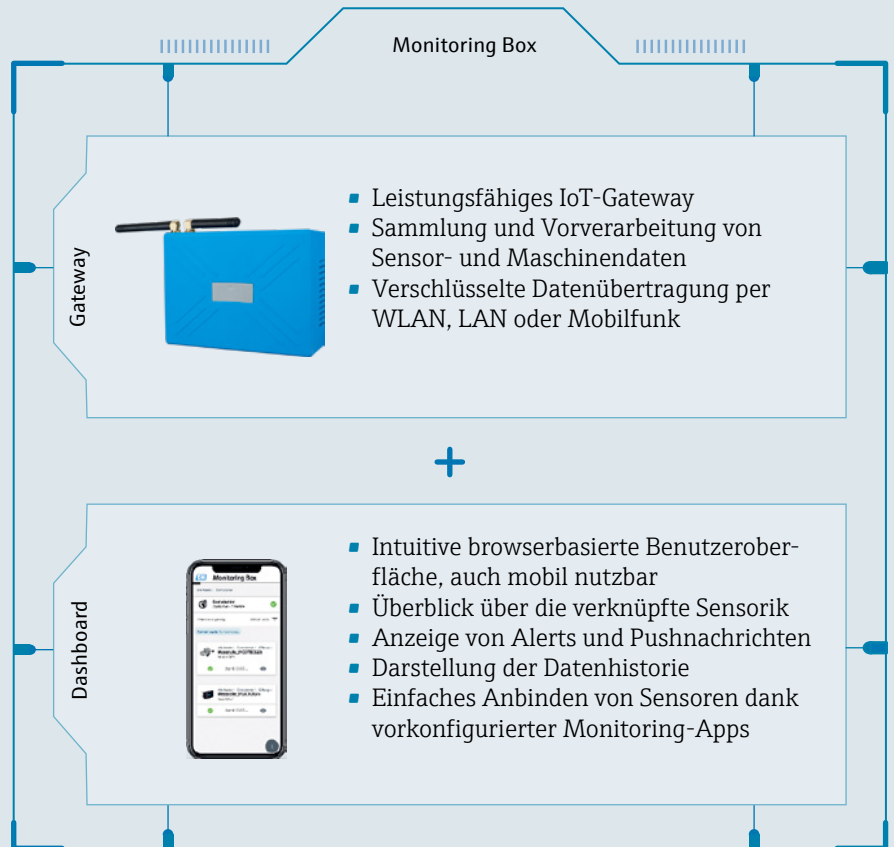 Monitoring Box
Gateway
Leistungsfähiges IoT-Gateway
Sammlung und Vorverarbeitung von
Sensor- und Maschinendaten
Verschlüsselte Datenübertragung per
WLAN, LAN oder Mobilfunk
+
Dashboard
Monitoring Box
Intuitive browserbasierte Benutzerober-
fläche, auch mobil nutzbar
Überblick über die verknüpfte Sensorik
Anzeige von Alerts und Pushnachrichten
Darstellung der Datenhistorie
Einfaches Anbinden von Sensoren dank
vorkonfigurierter Monitoring-Apps